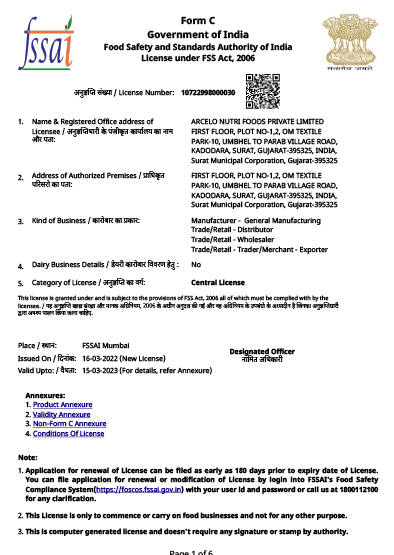 Form C
Government of India
Food Safety and Standards Authority of India
License under FSS Act, 2006
fssai
सत्यमेव जयते
अनुज्ञप्ति संख्या / License Number: 10722998000030
1. Name & Registered Office address of
Licensee / अनुज्ञप्तिधारी के पंजीकृत कार्यालय का नाम
और पता:
ARCELO NUTRI FOODS PRIVATE LIMITED
FIRST FLOOR, PLOT NO-1,2, OM TEXTILE
PARK-10, UMBHEL TO PARAB VILLAGE ROAD,
KADODARA, SURAT, GUJARAT-395325, INDIA,
Surat Municipal Corporation, Gujarat-395325
2. Address of Authorized Premises / प्राधिकृत
परिसरों का पता:
FIRST FLOOR, PLOT NO-1,2, OM TEXTILE
PARK-10, UMBHEL TO PARAB VILLAGE ROAD,
KADODARA, SURAT, GUJARAT-395325, INDIA,
Surat Municipal Corporation, Gujarat-395325
3. Kind of Business / कारोबार का प्रकार:
Manufacturer - General Manufacturing
Trade/Retail - Distributor
Trade/Retail - Wholesaler
Trade/Retail - Trader/Merchant - Exporter
4. Dairy Business Details / डेयरी कारोबार विवरण हेतु : No
5. Category of License / अनुज्ञप्ति का वर्ग: Central License
This license is granted under and is subject to the provisions of FSS Act, 2006 all of which must be complied with by the
licensee. / यह अनुज्ञप्ति खाद्य सुरक्षा और मानक अधिनियम, 2006 के अधीन अनुदत्त की गई और यह अधिनियम के उपबंधों के अध्यधीन है जिनका अनुज्ञप्तिधारी
द्वारा अवश्य पालन किया जाना चाहिए.
Place / स्थान: FSSAI Mumbai
Issued On / दिनांक: 16-03-2022 (New License)
Valid Upto: / वैधता: 15-03-2023 (For details, refer Annexure)
Designated Officer
नामित अधिकारी
Annexures:
1. Product Annexure
2. Validity Annexure
3. Non-Form C Annexure
4. Conditions Of License
Note:
1. Application for renewal of License can be filed as early as 180 days prior to expiry date of License.
You can file application for renewal or modification of License by login into FSSAI's Food Safety
Compliance System(https://foscos.fssai.gov.in) with your user id and password or call us at 1800112100
for any clarification.
2. This License is only to commence or carry on food businesses and not for any other purpose.
3. This is computer generated license and doesn't require any signature or stamp by authority.
Page 1 of 6